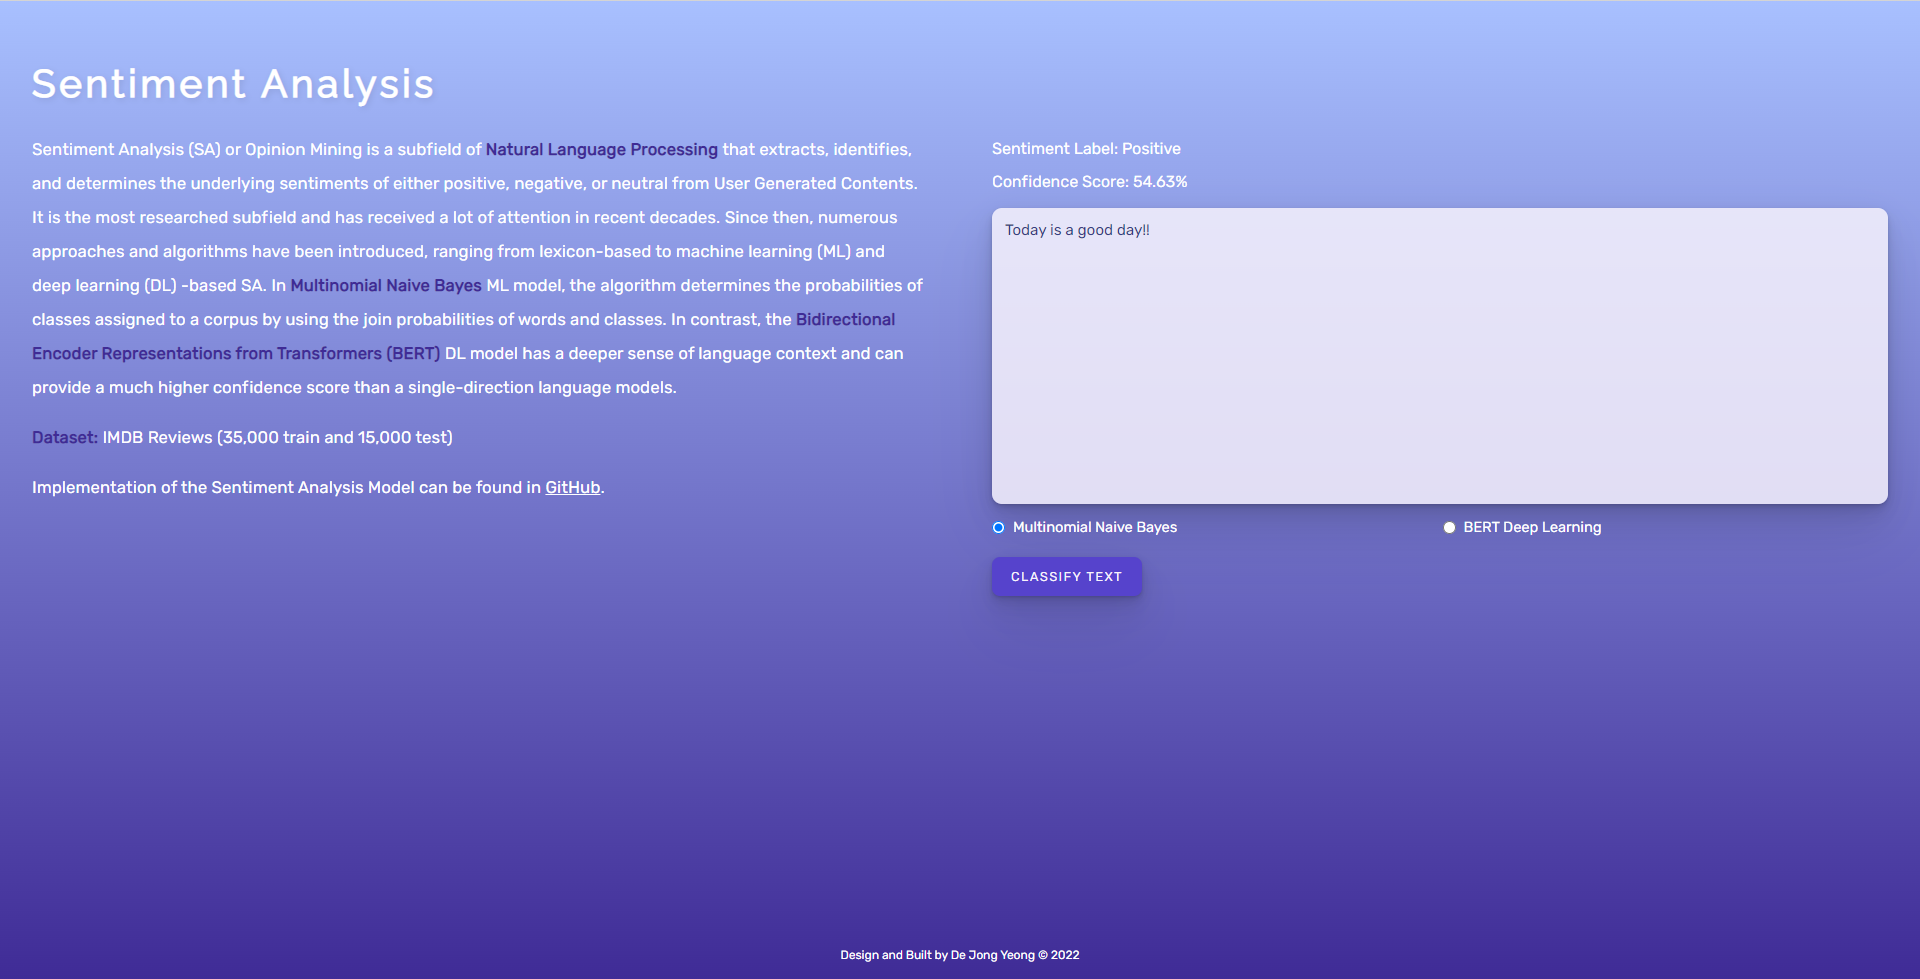 Sentiment Analysis
Sentiment Analysis (SA) or Opinion Mining is a subfield of Natural Language Processing that extracts, identifies,
and determines the underlying sentiments of either positive, negative, or neutral from User Generated Contents.
It is the most researched subfield and has received a lot of attention in recent decades. Since then, numerous
approaches and algorithms have been introduced, ranging from lexicon-based to machine learning (ML) and
deep learning (DL) -based SA. In Multinomial Naive Bayes ML model, the algorithm determines the probabilities of
classes assigned to a corpus by using the join probabilities of words and classes. In contrast, the Bidirectional
Encoder Representations from Transformers (BERT) DL model has a deeper sense of language context and can
provide a much higher confidence score than a single-direction language models.
Dataset: IMDB Reviews (35,000 train and 15,000 test)
Implementation of the Sentiment Analysis Model can be found in GitHub.
Sentiment Label: Positive
Confidence Score: 54.63%
Today is a good day!!
Multinomial Naive Bayes
BERT Deep Learning
CLASSIFY TEXT
Design and Built by De Jong Yeong © 2022